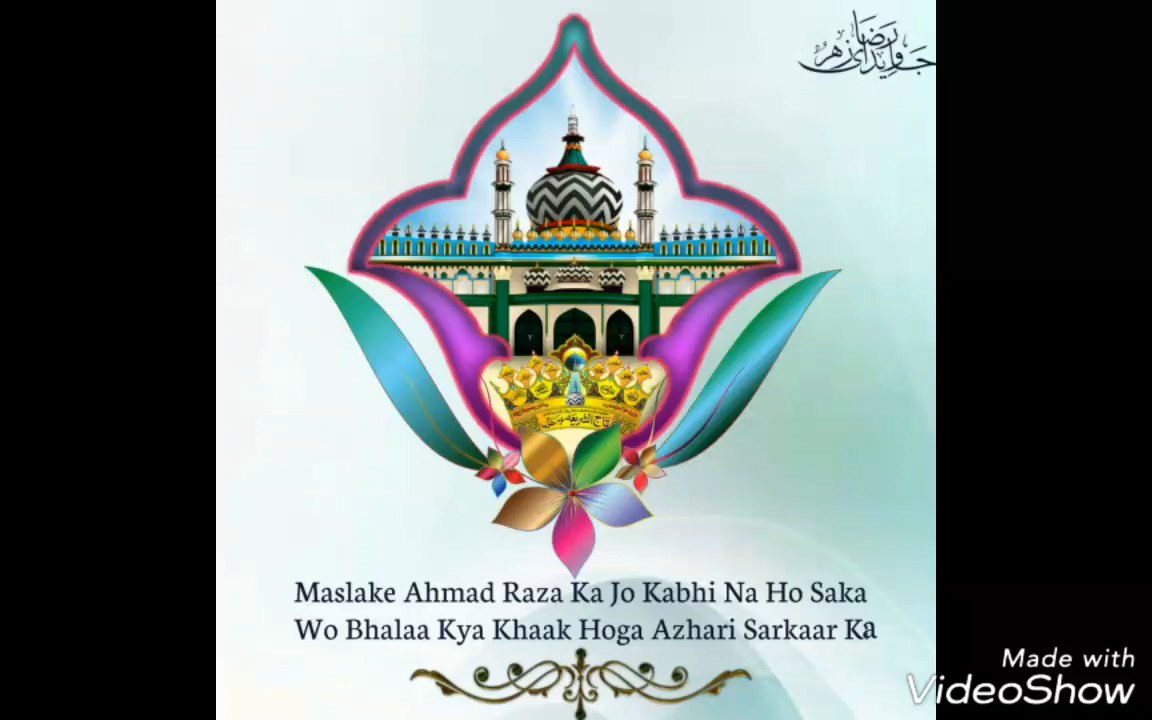 Maslake Ahmad Raza Ka Jo Kabhi Na Ho Saka
Wo Bhalaa Kya Khaak Hoga Azhari Sarkaar Ka
Made with
VideoShow